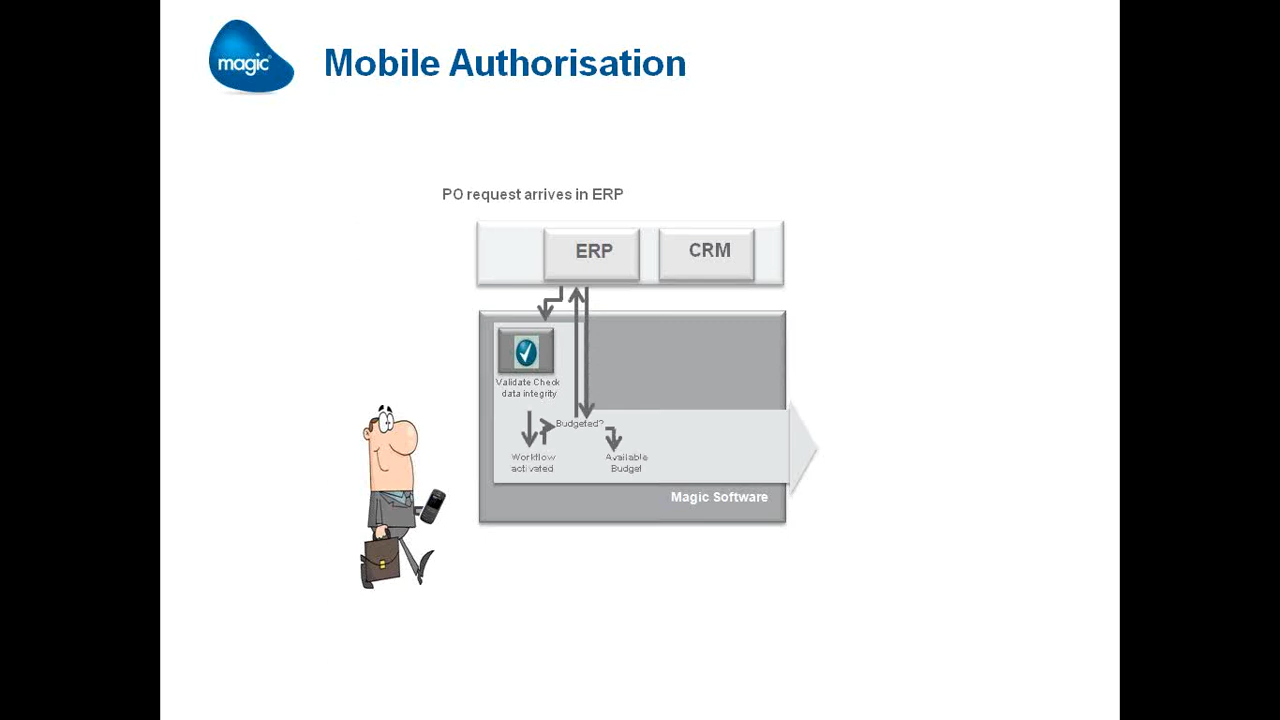 magic
Mobile Authorisation
PO request arrives in ERP
ERP
CRM
Validate Check
data integrity
Budgeted?
Workflow
activated
Available
Budget
Magic Software